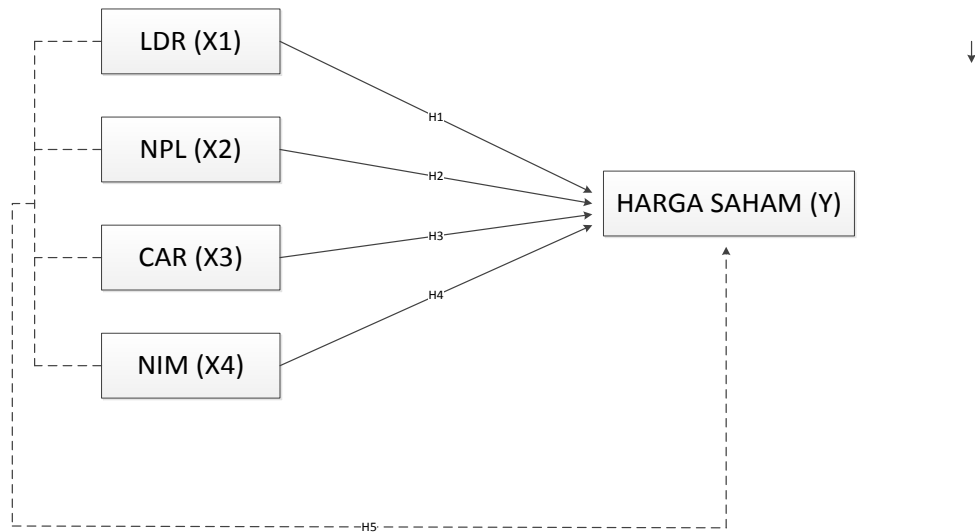 LDR (X1)
H1
NPL (X2)
H2
HARGA SAHAM (Y)
CAR (X3)
H3
H4
NIM (X4)
H5